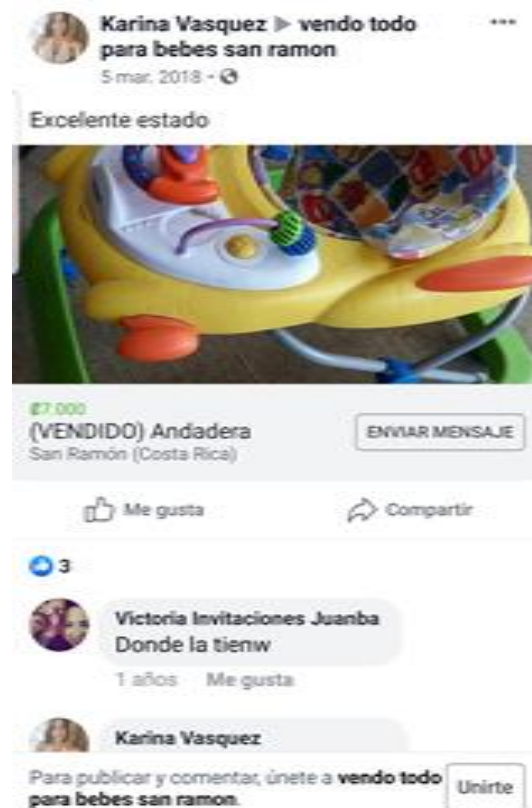 Karina Vasquez ▶ vendo todo
para bebes san ramon
5 mar. 2018 •
Excelente estado
₡7.000
(VENDIDO) Andadera
San Ramón (Costa Rica)
ENVIAR MENSAJE
Me gusta
Compartir
3
Victoria Invitaciones Juanba
Donde la tienw
1 años Me gusta
Karina Vasquez
Para publicar y comentar, únete a vendo todo
para bebes san ramon.
Unirte